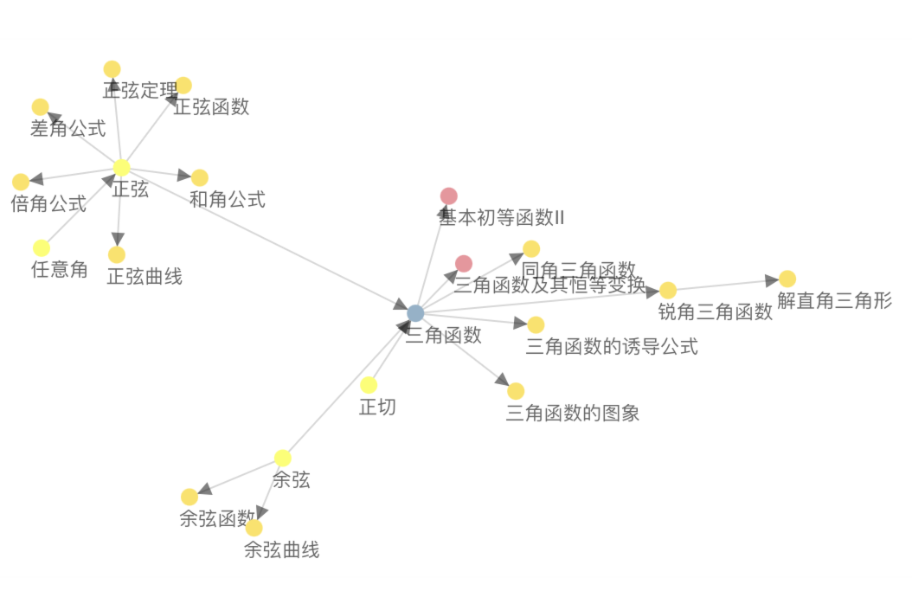 正弦定理
正弦函数
差角公式
正弦
倍角公式
和角公式
基本初等函数II
任意角
正弦曲线
同角三角函数
三角函数及其恒等变换
解直角三角形
锐角三角函数
三角函数
三角函数的诱导公式
正切
三角函数的图象
余弦
余弦函数
余弦曲线